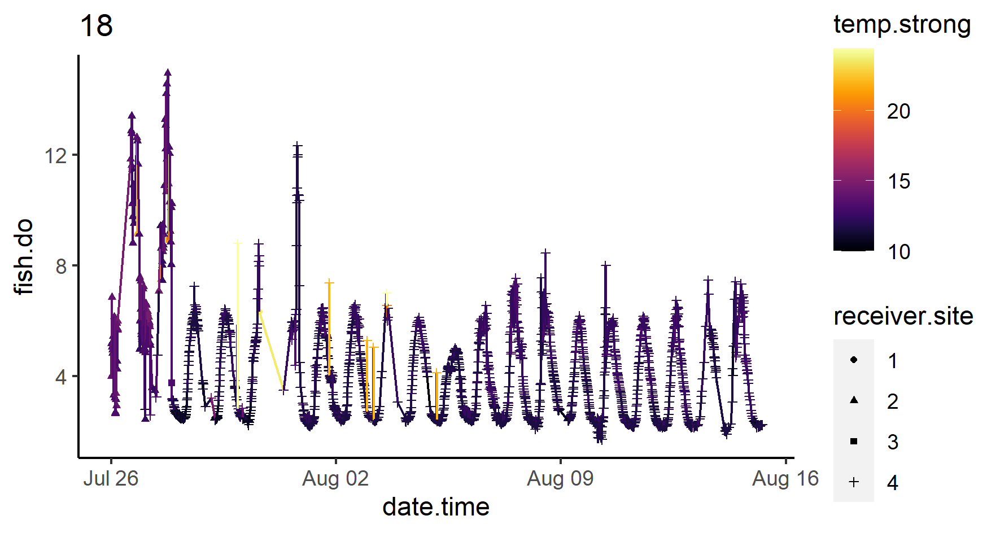 18
fish.do
12
8
4
Jul 26
Aug 02
Aug 09
Aug 16
date.time
temp.strong
20
15
10
receiver.site
1
2
3
4